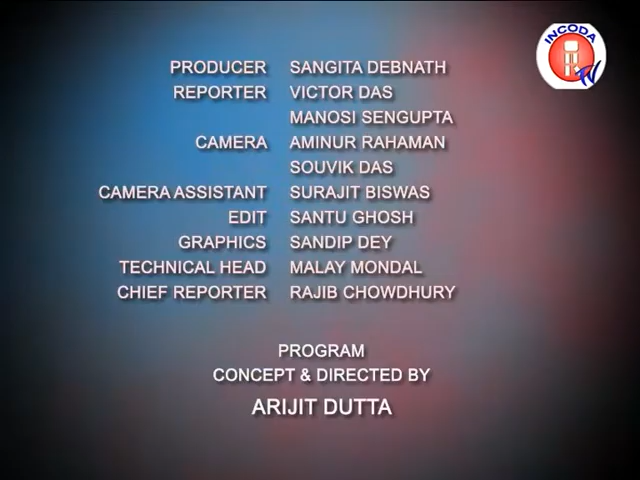 INCODA
TV
PRODUCER SANGITA DEBNATH
REPORTER VICTOR DAS
MANOSI SENGUPTA
CAMERA AMINUR RAHAMAN
SOUVIK DAS
CAMERA ASSISTANT SURAJIT BISWAS
EDIT SANTU GHOSH
GRAPHICS SANDIP DEY
TECHNICAL HEAD MALAY MONDAL
CHIEF REPORTER RAJIB CHOWDHURY
PROGRAM
CONCEPT & DIRECTED BY
ARIJIT DUTTA